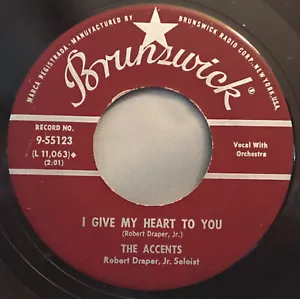 MARCA REGISTRADA • MANUFACTURED BY BRUNSWICK RADIO CORP. NEW YORK, USA
Brunswick®
RECORD NO.
9-55123
(L 11,063)♦
(2:01)
Vocal With
Orchestra
I GIVE MY HEART TO YOU
(Robert Draper, Jr.)
THE ACCENTS
Robert Draper, Jr. Soloist